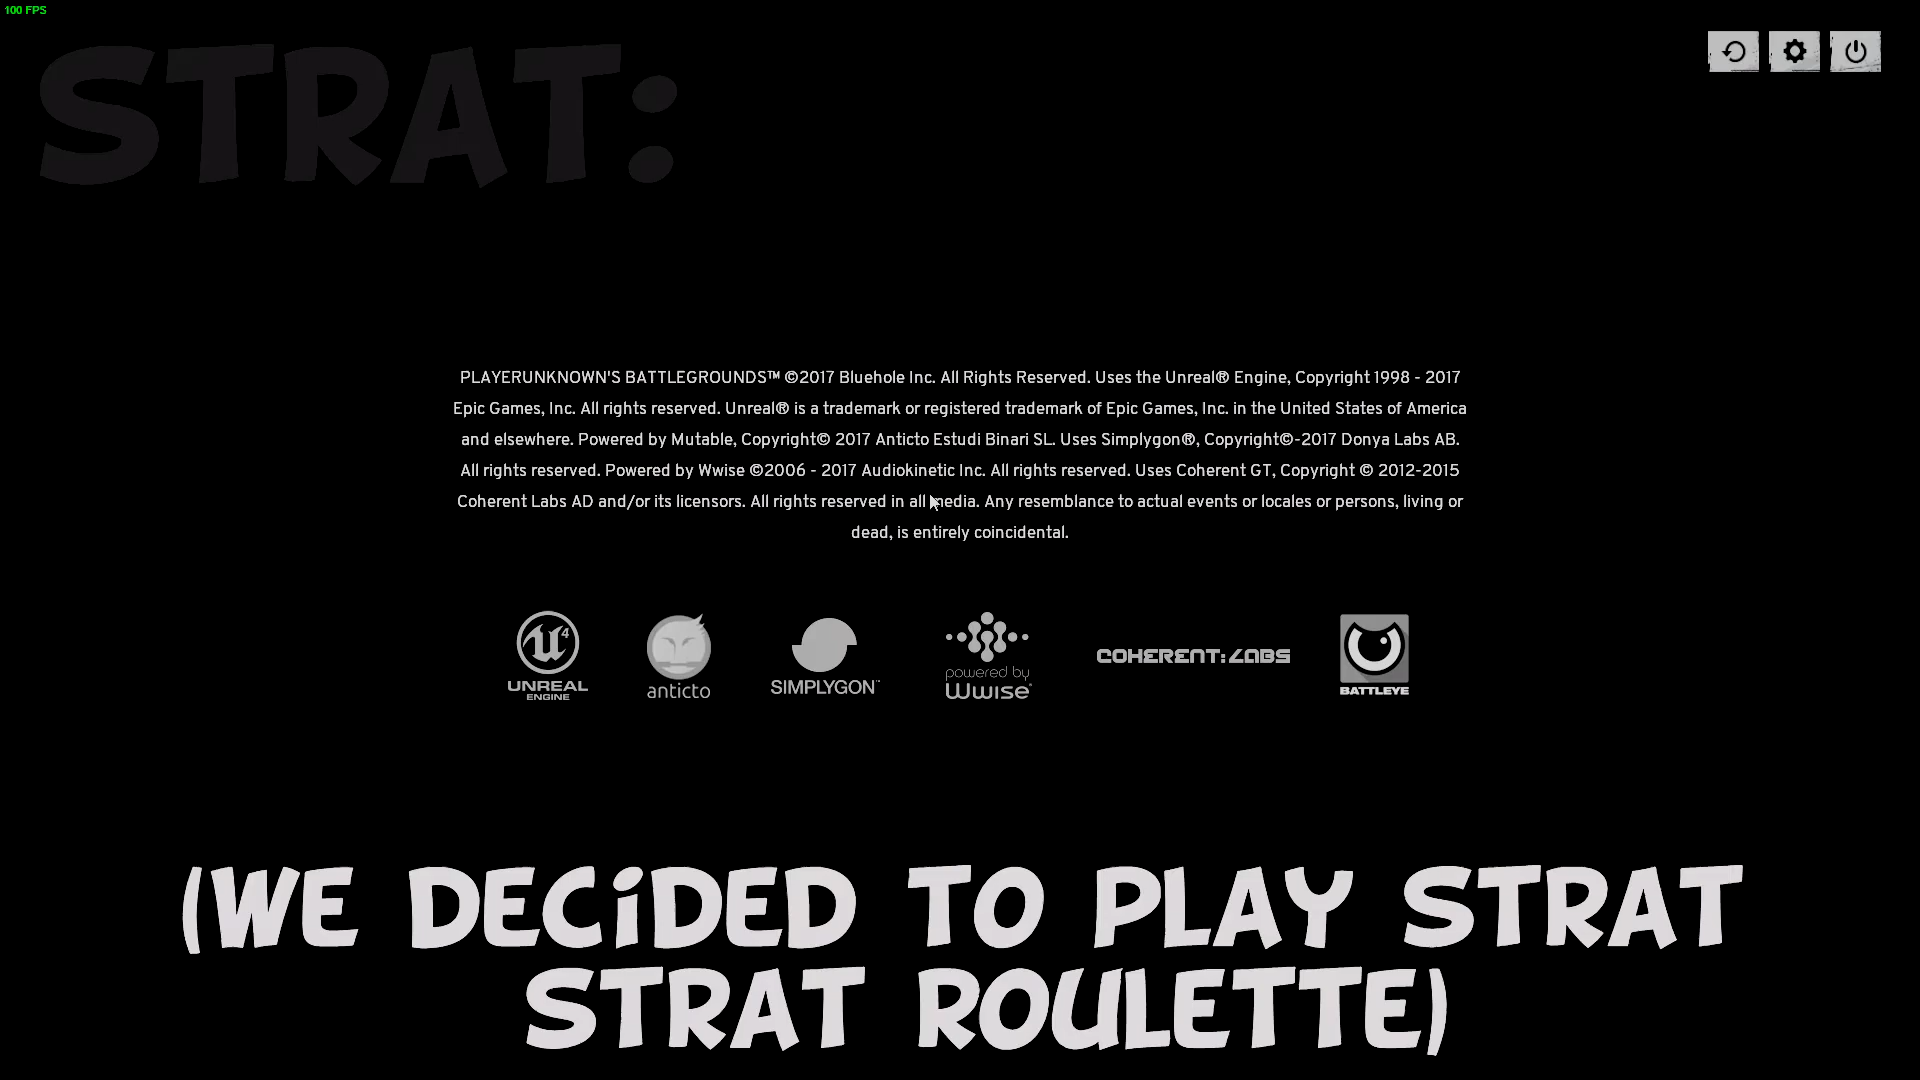 100 FPS
STRAT:
PLAYERUNKNOWN'S BATTLEGROUNDS™ ©2017 Bluehole Inc. All Rights Reserved. Uses the Unreal® Engine, Copyright 1998 - 2017
Epic Games, Inc. All rights reserved. Unreal® is a trademark or registered trademark of Epic Games, Inc. in the United States of America
and elsewhere. Powered by Mutable, Copyright© 2017 Anticto Estudi Binari SL. Uses Simplygon®, Copyright©-2017 Donya Labs AB.
All rights reserved. Powered by Wwise ©2006 - 2017 Audiokinetic Inc. All rights reserved. Uses Coherent GT, Copyright © 2012-2015
Coherent Labs AD and/or its licensors. All rights reserved in all media. Any resemblance to actual events or locales or persons, living or
dead, is entirely coincidental.
U4
UNREAL
ENGINE
anticto
SIMPLYGON™
powered by
wwise®
COHERENT:LABS
BATTLEYE
(WE DECIDED TO PLAY STRAT
STRAT ROULETTE)